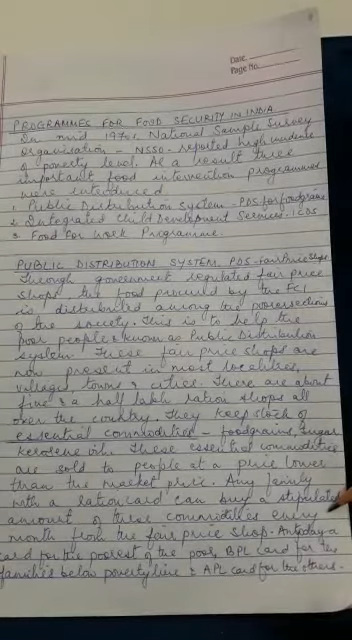 Date.
Page No.
PROGRAMMES FOR FOOD SECURITY IN INDIA
In mid 1970s, National Sample Survey
Organisation - NSSO - reported high incidence
of poverty level. As a result three
important food intervention programmes
were introduced
1. Public Distribution System - PDS - for foodgrains
2. Integrated Child Development Services - ICDS
3. Food for Work Programme.
PUBLIC DISTRIBUTION SYSTEM PDS - Fair Price Shops
Through government regulated fair price
shops the food procured by the FCI
is distributed among the poorer sections
of the society. This is to help the
poor people & known as Public Distribution
System. These fair price shops are
now present in most localities,
villages, towns & cities. There are about
five & a half lakh ration shops all
over the country. They keep stock of
essential commodities - foodgrains, Sugar
kerosene oil. These essential commodities
are sold to people at a price lower
than the market price. Any family
with a ration card can buy a stipulated
amount of these commodities every
month from the fair price shop. Antodaya
card for the poorest of the poor, BPL card for the
families below poverty line & APL card for the others.